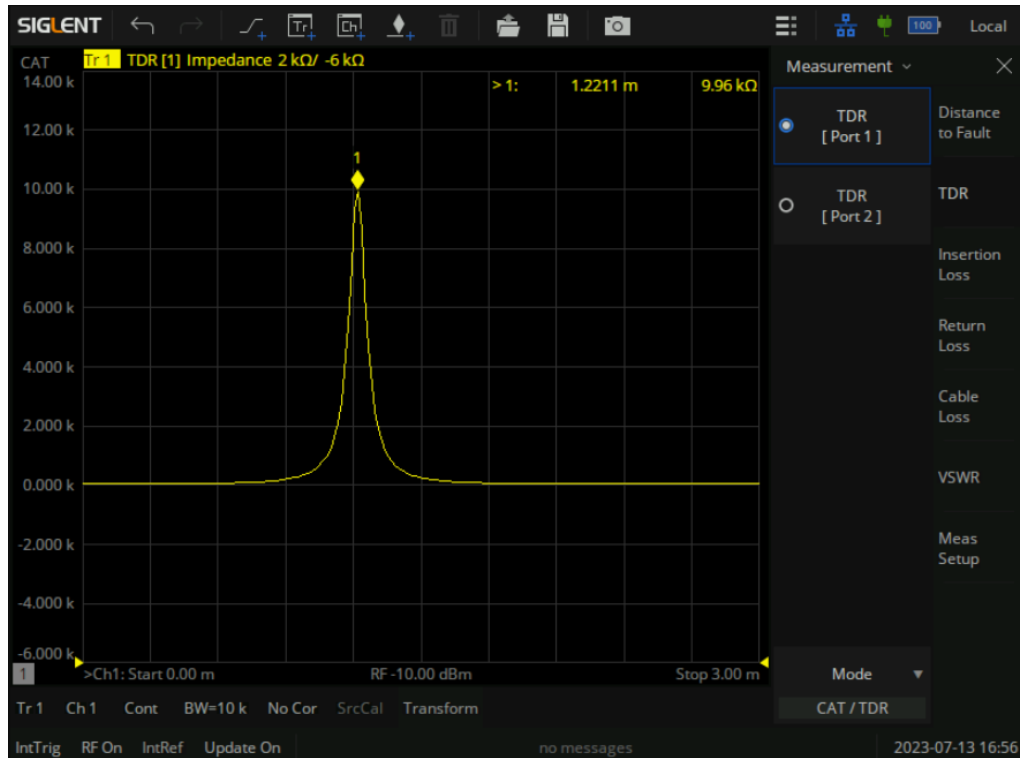 SIGLENT Tr Ch 100 Local
CAT Tr 1 TDR [1] Impedance 2 kΩ/ -6 kΩ
> 1: 1.2211 m 9.96 kΩ
14.00 k
12.00 k
10.00 k
8.000 k
6.000 k
4.000 k
2.000 k
0.000 k
-2.000 k
-4.000 k
-6.000 k
1
1 >Ch1: Start 0.00 m RF -10.00 dBm Stop 3.00 m
Tr 1 Ch 1 Cont BW=10 k No Cor SrcCal Transform
Measurement
TDR
[ Port 1 ]
TDR
[ Port 2 ]
Distance
to Fault
TDR
Insertion
Loss
Return
Loss
Cable
Loss
VSWR
Meas
Setup
Mode
CAT / TDR
IntTrig RF On IntRef Update On no messages 2023-07-13 16:56